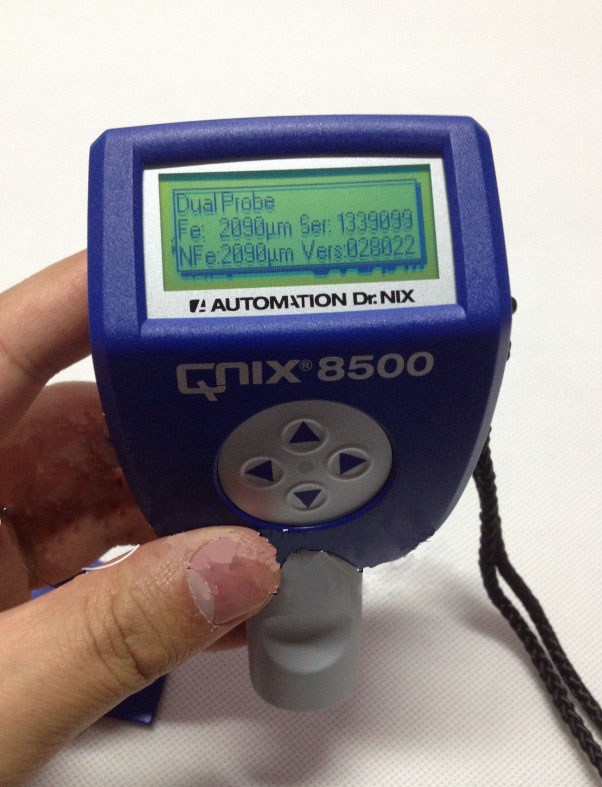 Dual Probe
Fe: 2090µm Ser: 1339099
NFe:2090µm Vers:028022
AUTOMATION Dr. NIX
QNIX® 8500